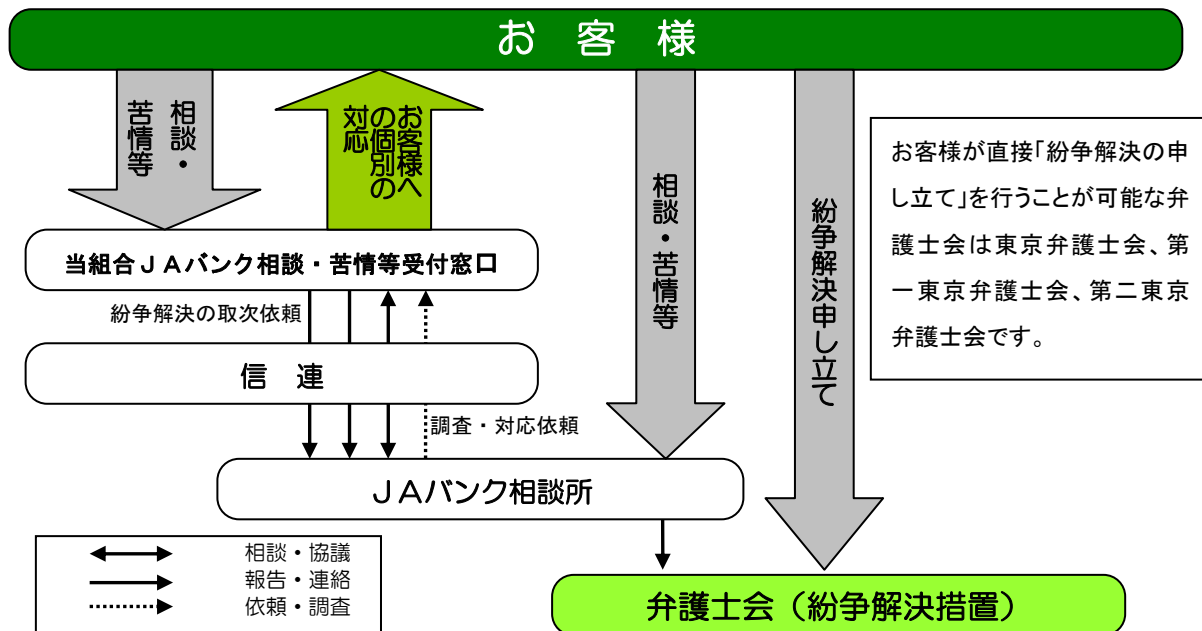 お 客 様
相談・
苦情等
お客様へ
の個別の
対応
相談・苦情等
紛争解決申し立て
お客様が直接「紛争解決の申
し立て」を行うことが可能な弁
護士会は東京弁護士会、第
一東京弁護士会、第二東京
弁護士会です。
当組合JAバンク相談・苦情等受付窓口
紛争解決の取次依頼
信 連
調査・対応依頼
JAバンク相談所
相談・協議
報告・連絡
依頼・調査
弁護士会（紛争解決措置）